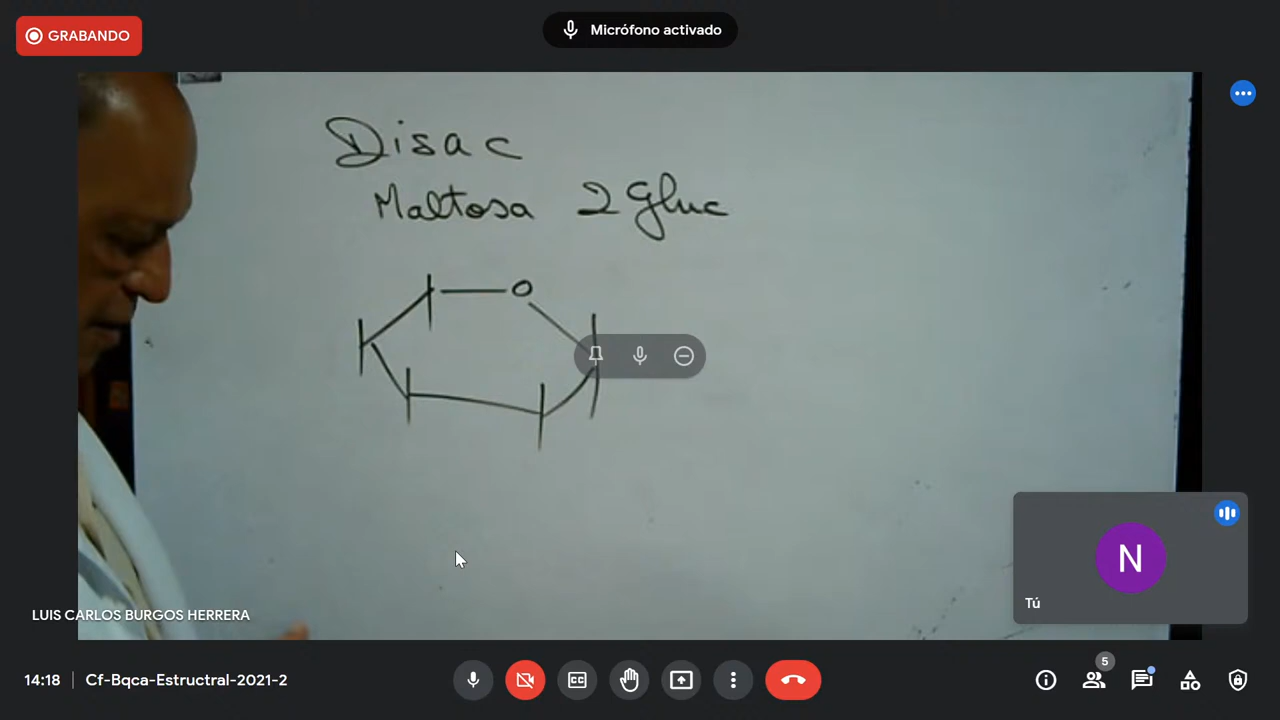 GRABANDO
Micrófono activado
Disac
Maltosa 2 Gluc
O
N
Tú
LUIS CARLOS BURGOS HERRERA
14:18 | Cf-Bqca-Estructral-2021-2
5